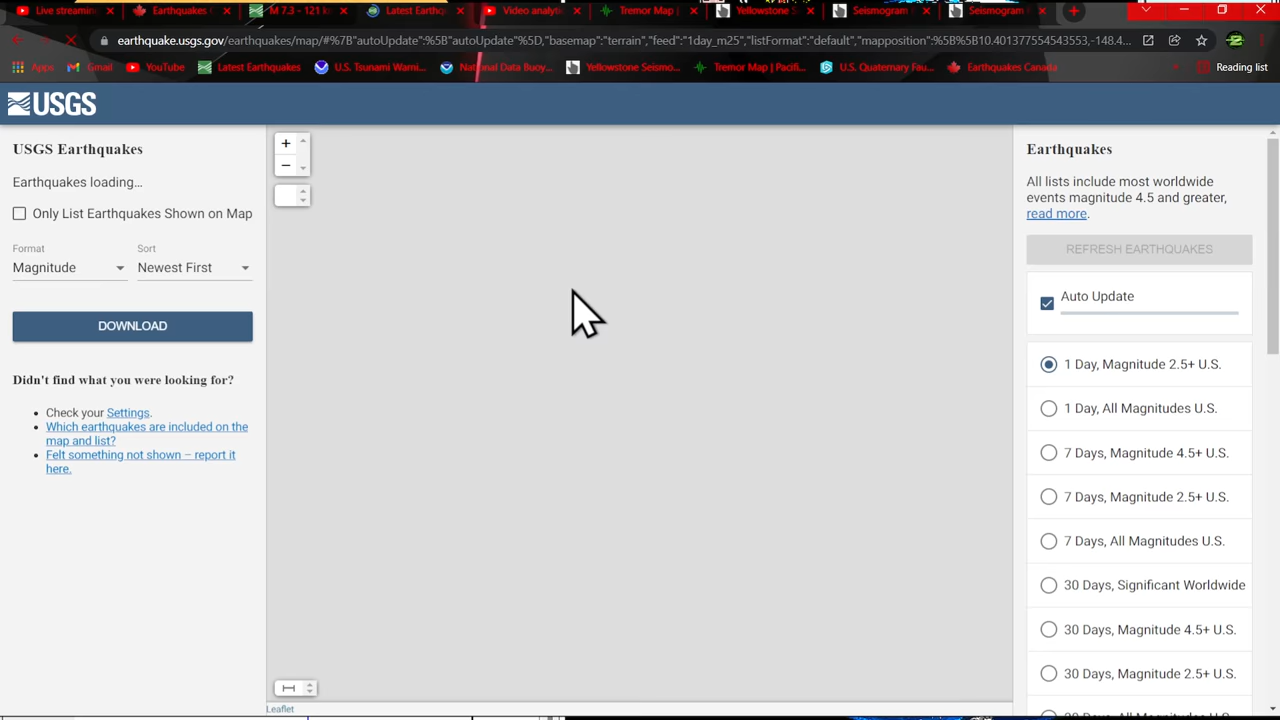 Live streamin
Earthquakes
M 7.3 - 121 k
Latest Earthq
Video analyti
Tremor Map |
Yellowstone
Seismogram
Seismogram
earthquake.usgs.gov/earthquakes/map/#%7B"autoUpdate":%5B"autoUpdate"%5D,"basemap":"terrain","feed":"1day_m25","listFormat":"default","mapposition":%5B%5B10.401377554543553,-148.4...
Apps
Gmail
YouTube
Latest Earthquakes
U.S. Tsunami Warni...
National Data Buoy...
Yellowstone Seismo...
Tremor Map | Pacifi...
U.S. Quaternary Fau...
Earthquakes Canada
Reading list
USGS
USGS Earthquakes
Earthquakes loading...
Only List Earthquakes Shown on Map
Format
Sort
Magnitude
Newest First
DOWNLOAD
Didn't find what you were looking for?
Check your Settings.
Which earthquakes are included on the
map and list?
Felt something not shown – report it
here.
+
−
Leaflet
Earthquakes
All lists include most worldwide
events magnitude 4.5 and greater,
read more.
REFRESH EARTHQUAKES
Auto Update
1 Day, Magnitude 2.5+ U.S.
1 Day, All Magnitudes U.S.
7 Days, Magnitude 4.5+ U.S.
7 Days, Magnitude 2.5+ U.S.
7 Days, All Magnitudes U.S.
30 Days, Significant Worldwide
30 Days, Magnitude 4.5+ U.S.
30 Days, Magnitude 2.5+ U.S.